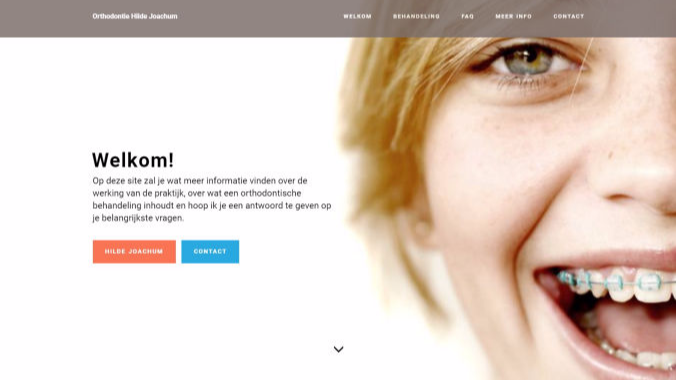 Orthodontie Hilde Joachum
WELKOM BEHANDELING FAQ MEER INFO CONTACT
Welkom!
Op deze site zal je wat meer informatie vinden over de
werking van de praktijk, over wat een orthodontische
behandeling inhoudt en hoop ik je een antwoord te geven op
je belangrijkste vragen.
HILDE JOACHUM CONTACT